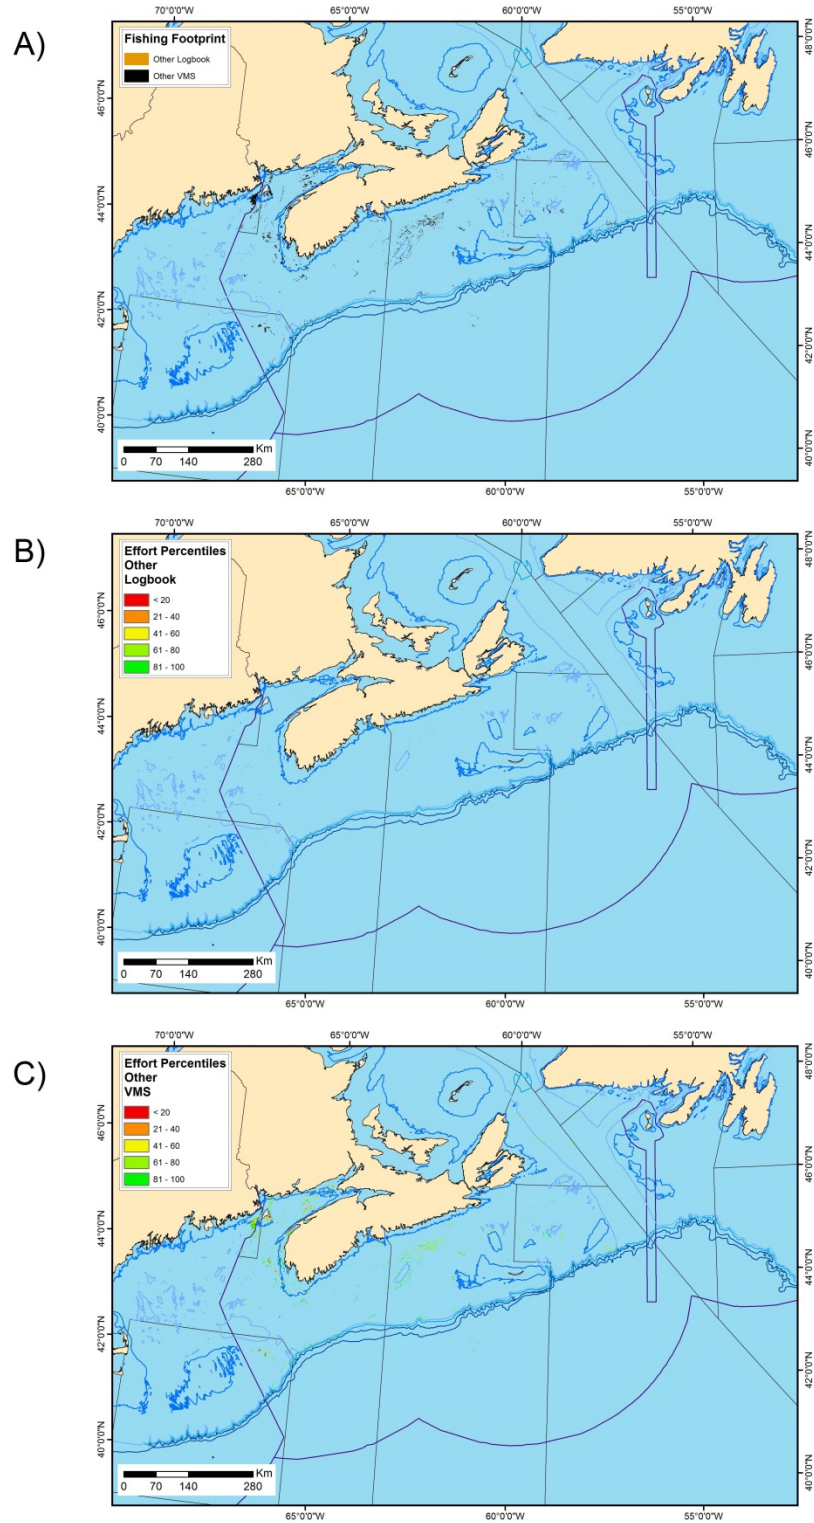 A)
70°0'0"W 65°0'0"W 60°0'0"W 55°0'0"W
Fishing Footprint
Other Logbook
Other VMS
46°0'0"N
44°0'0"N
42°0'0"N
40°0'0"N
48°0'0"N
46°0'0"N
44°0'0"N
42°0'0"N
40°0'0"N
Km
0 70 140 280
65°0'0"W 60°0'0"W 55°0'0"W
B)
70°0'0"W 65°0'0"W 60°0'0"W 55°0'0"W
Effort Percentiles
Other
Logbook
< 20
21 - 40
41 - 60
61 - 80
81 - 100
46°0'0"N
44°0'0"N
42°0'0"N
40°0'0"N
48°0'0"N
46°0'0"N
44°0'0"N
42°0'0"N
40°0'0"N
Km
0 70 140 280
65°0'0"W 60°0'0"W 55°0'0"W
C)
70°0'0"W 65°0'0"W 60°0'0"W 55°0'0"W
Effort Percentiles
Other
VMS
< 20
21 - 40
41 - 60
61 - 80
81 - 100
46°0'0"N
44°0'0"N
42°0'0"N
40°0'0"N
48°0'0"N
46°0'0"N
44°0'0"N
42°0'0"N
40°0'0"N
Km
0 70 140 280
65°0'0"W 60°0'0"W 55°0'0"W